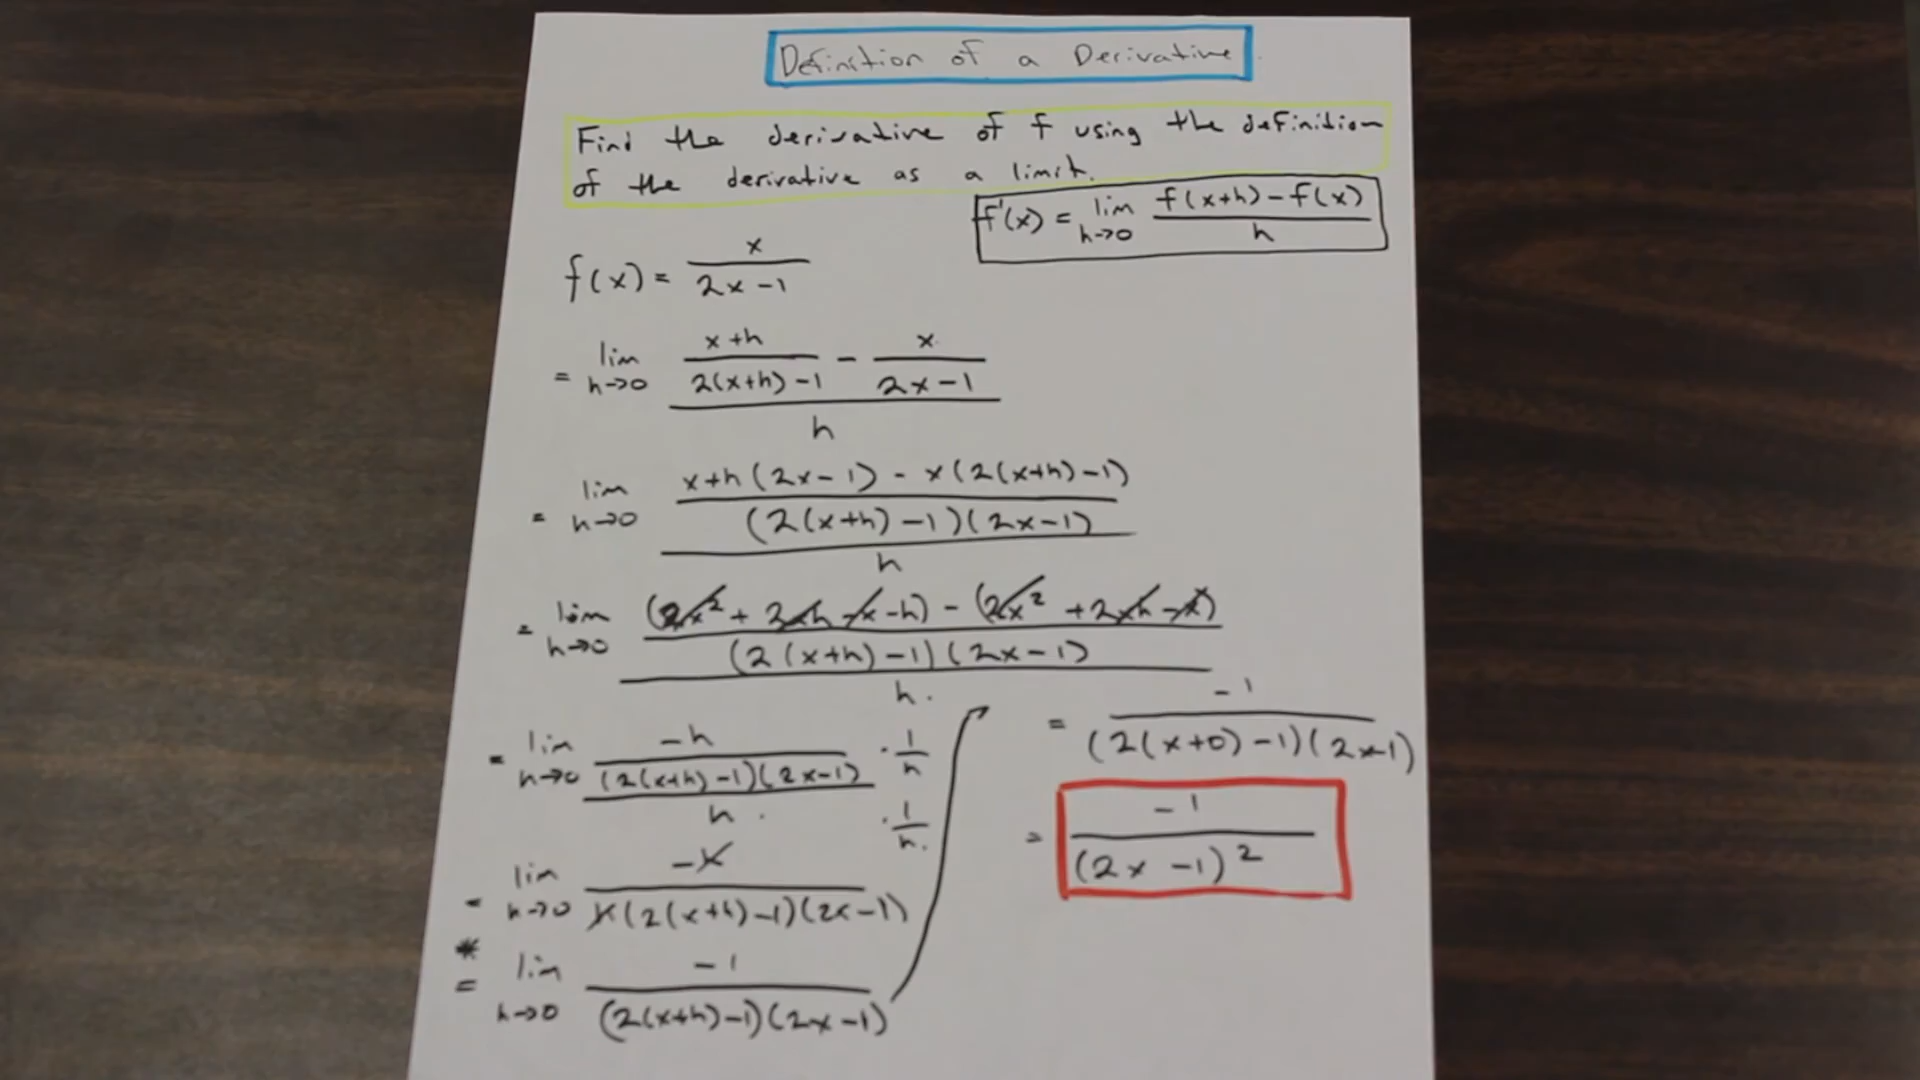 Definition of a Derivative
Find the derivative of f using the definition
of the derivative as a limit.
f'(x) = lim h→0 (f(x+h) - f(x)) / h
f(x) = x / (2x - 1)
= lim h→0 ((x+h) / (2(x+h) - 1) - x / (2x - 1)) / h
= lim h→0 ((x+h(2x-1) - x(2(x+h)-1)) / ((2(x+h)-1)(2x-1))) / h
= lim h→0 (((2x² + 2xh - x - h) - (2x² + 2xh - x)) / ((2(x+h)-1)(2x-1))) / h.
= lim h→0 (-h / ((2(x+h)-1)(2x-1))) / h. · 1/h · 1/h.
= lim h→0 -h / (h(2(x+h)-1)(2x-1))
*
= lim h→0 -1 / ((2(x+h)-1)(2x-1))
= -1 / ((2(x+0)-1)(2x-1))
= -1 / (2x - 1)²